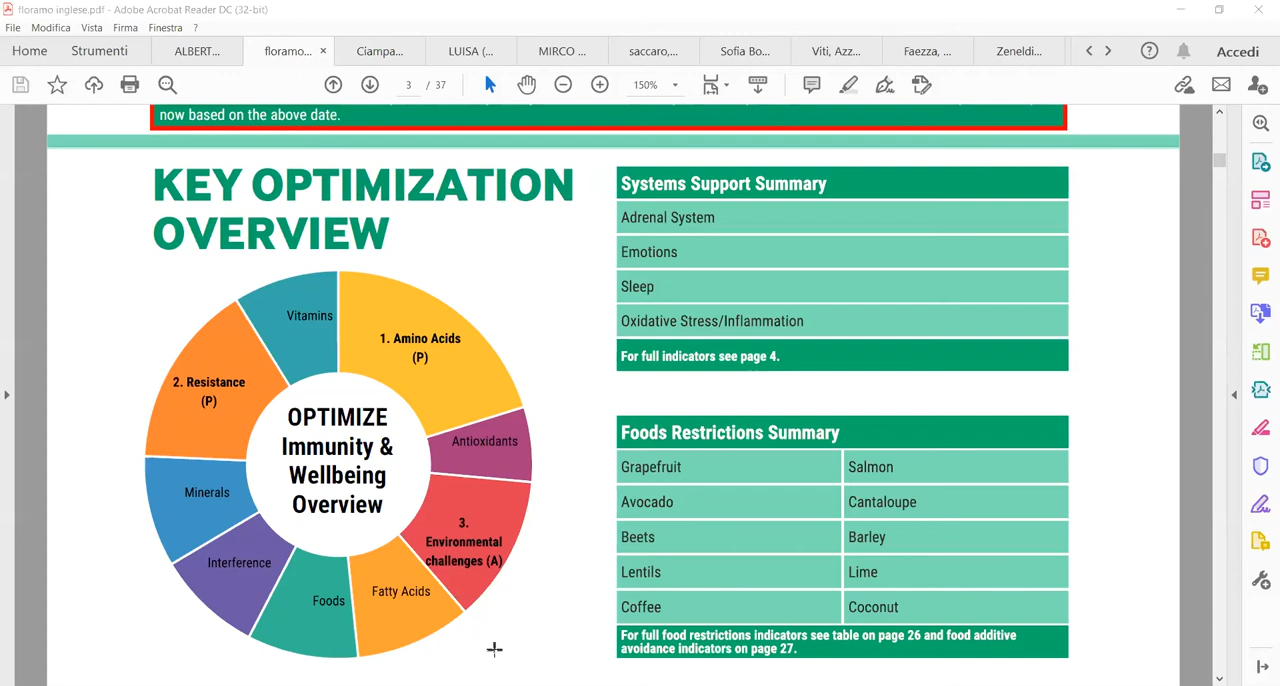 floramo inglese.pdf - Adobe Acrobat Reader DC (32-bit)
File Modifica Vista Firma Finestra ?
Home Strumenti ALBERT... floramo... × Ciampa... LUISA (... MIRCO ... saccaro,... Sofia Bo... Viti, Azz... Faezza, ... Zeneldi... Accedi
3 / 37 150%
now based on the above date.
KEY OPTIMIZATION
OVERVIEW
Vitamins
1. Amino Acids
(P)
2. Resistance
(P)
Antioxidants
OPTIMIZE
Immunity &
Wellbeing
Overview
Minerals
3.
Environmental
challenges (A)
Interference
Foods
Fatty Acids
Systems Support Summary
Adrenal System
Emotions
Sleep
Oxidative Stress/Inflammation
For full indicators see page 4.
Foods Restrictions Summary
Grapefruit Salmon
Avocado Cantaloupe
Beets Barley
Lentils Lime
Coffee Coconut
For full food restrictions indicators see table on page 26 and food additive
avoidance indicators on page 27.